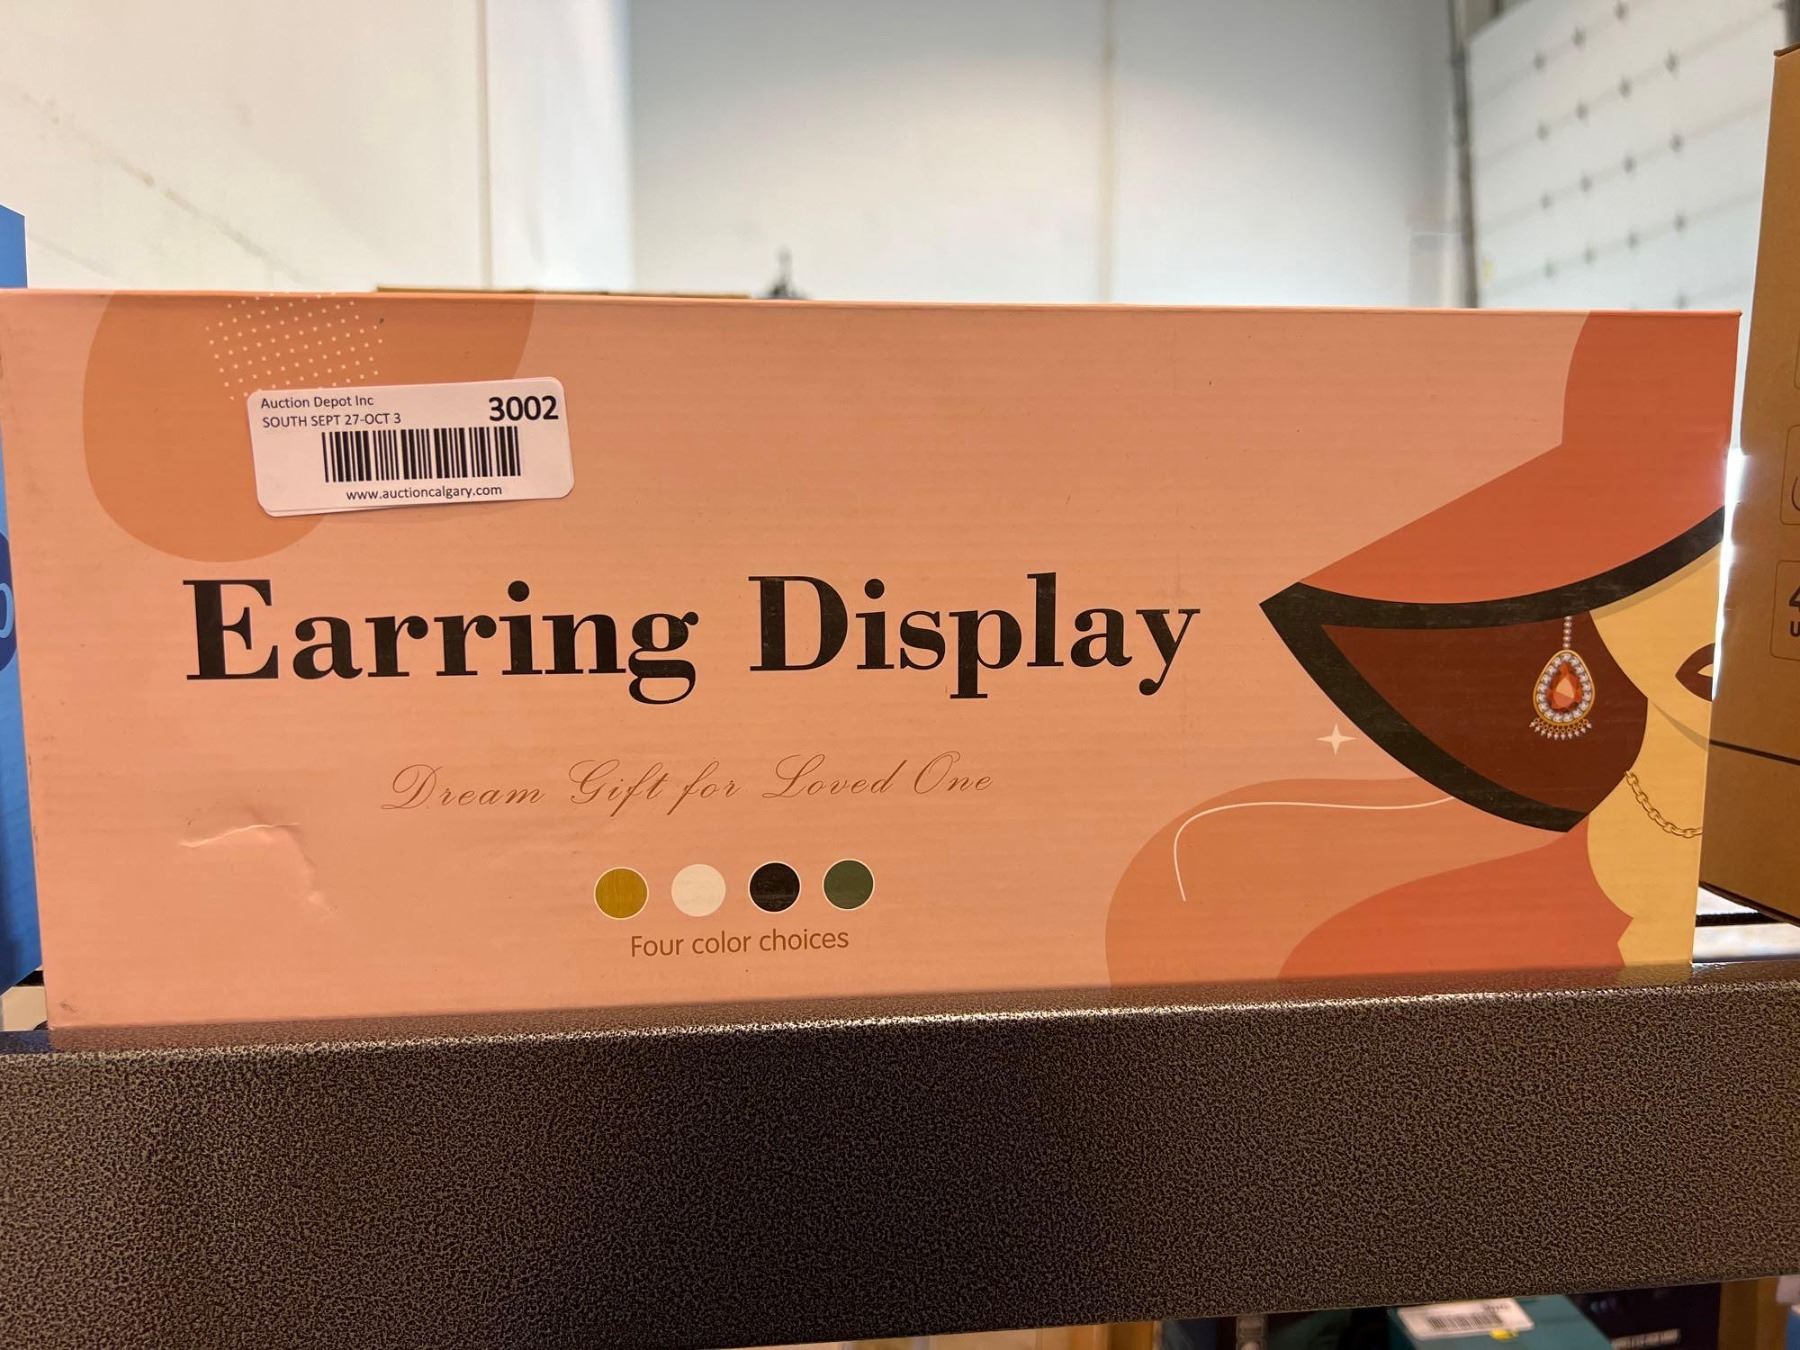 Auction Depot Inc
3002
SOUTH SEPT 27-OCT 3
www.auctioncalgary.com
Earring Display
Dream Gift for Loved One
Four color choices